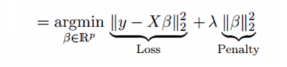 = argmin ‖y − Xβ‖₂² + λ ‖β‖₂²
β∈ℝᵖ
Loss Penalty